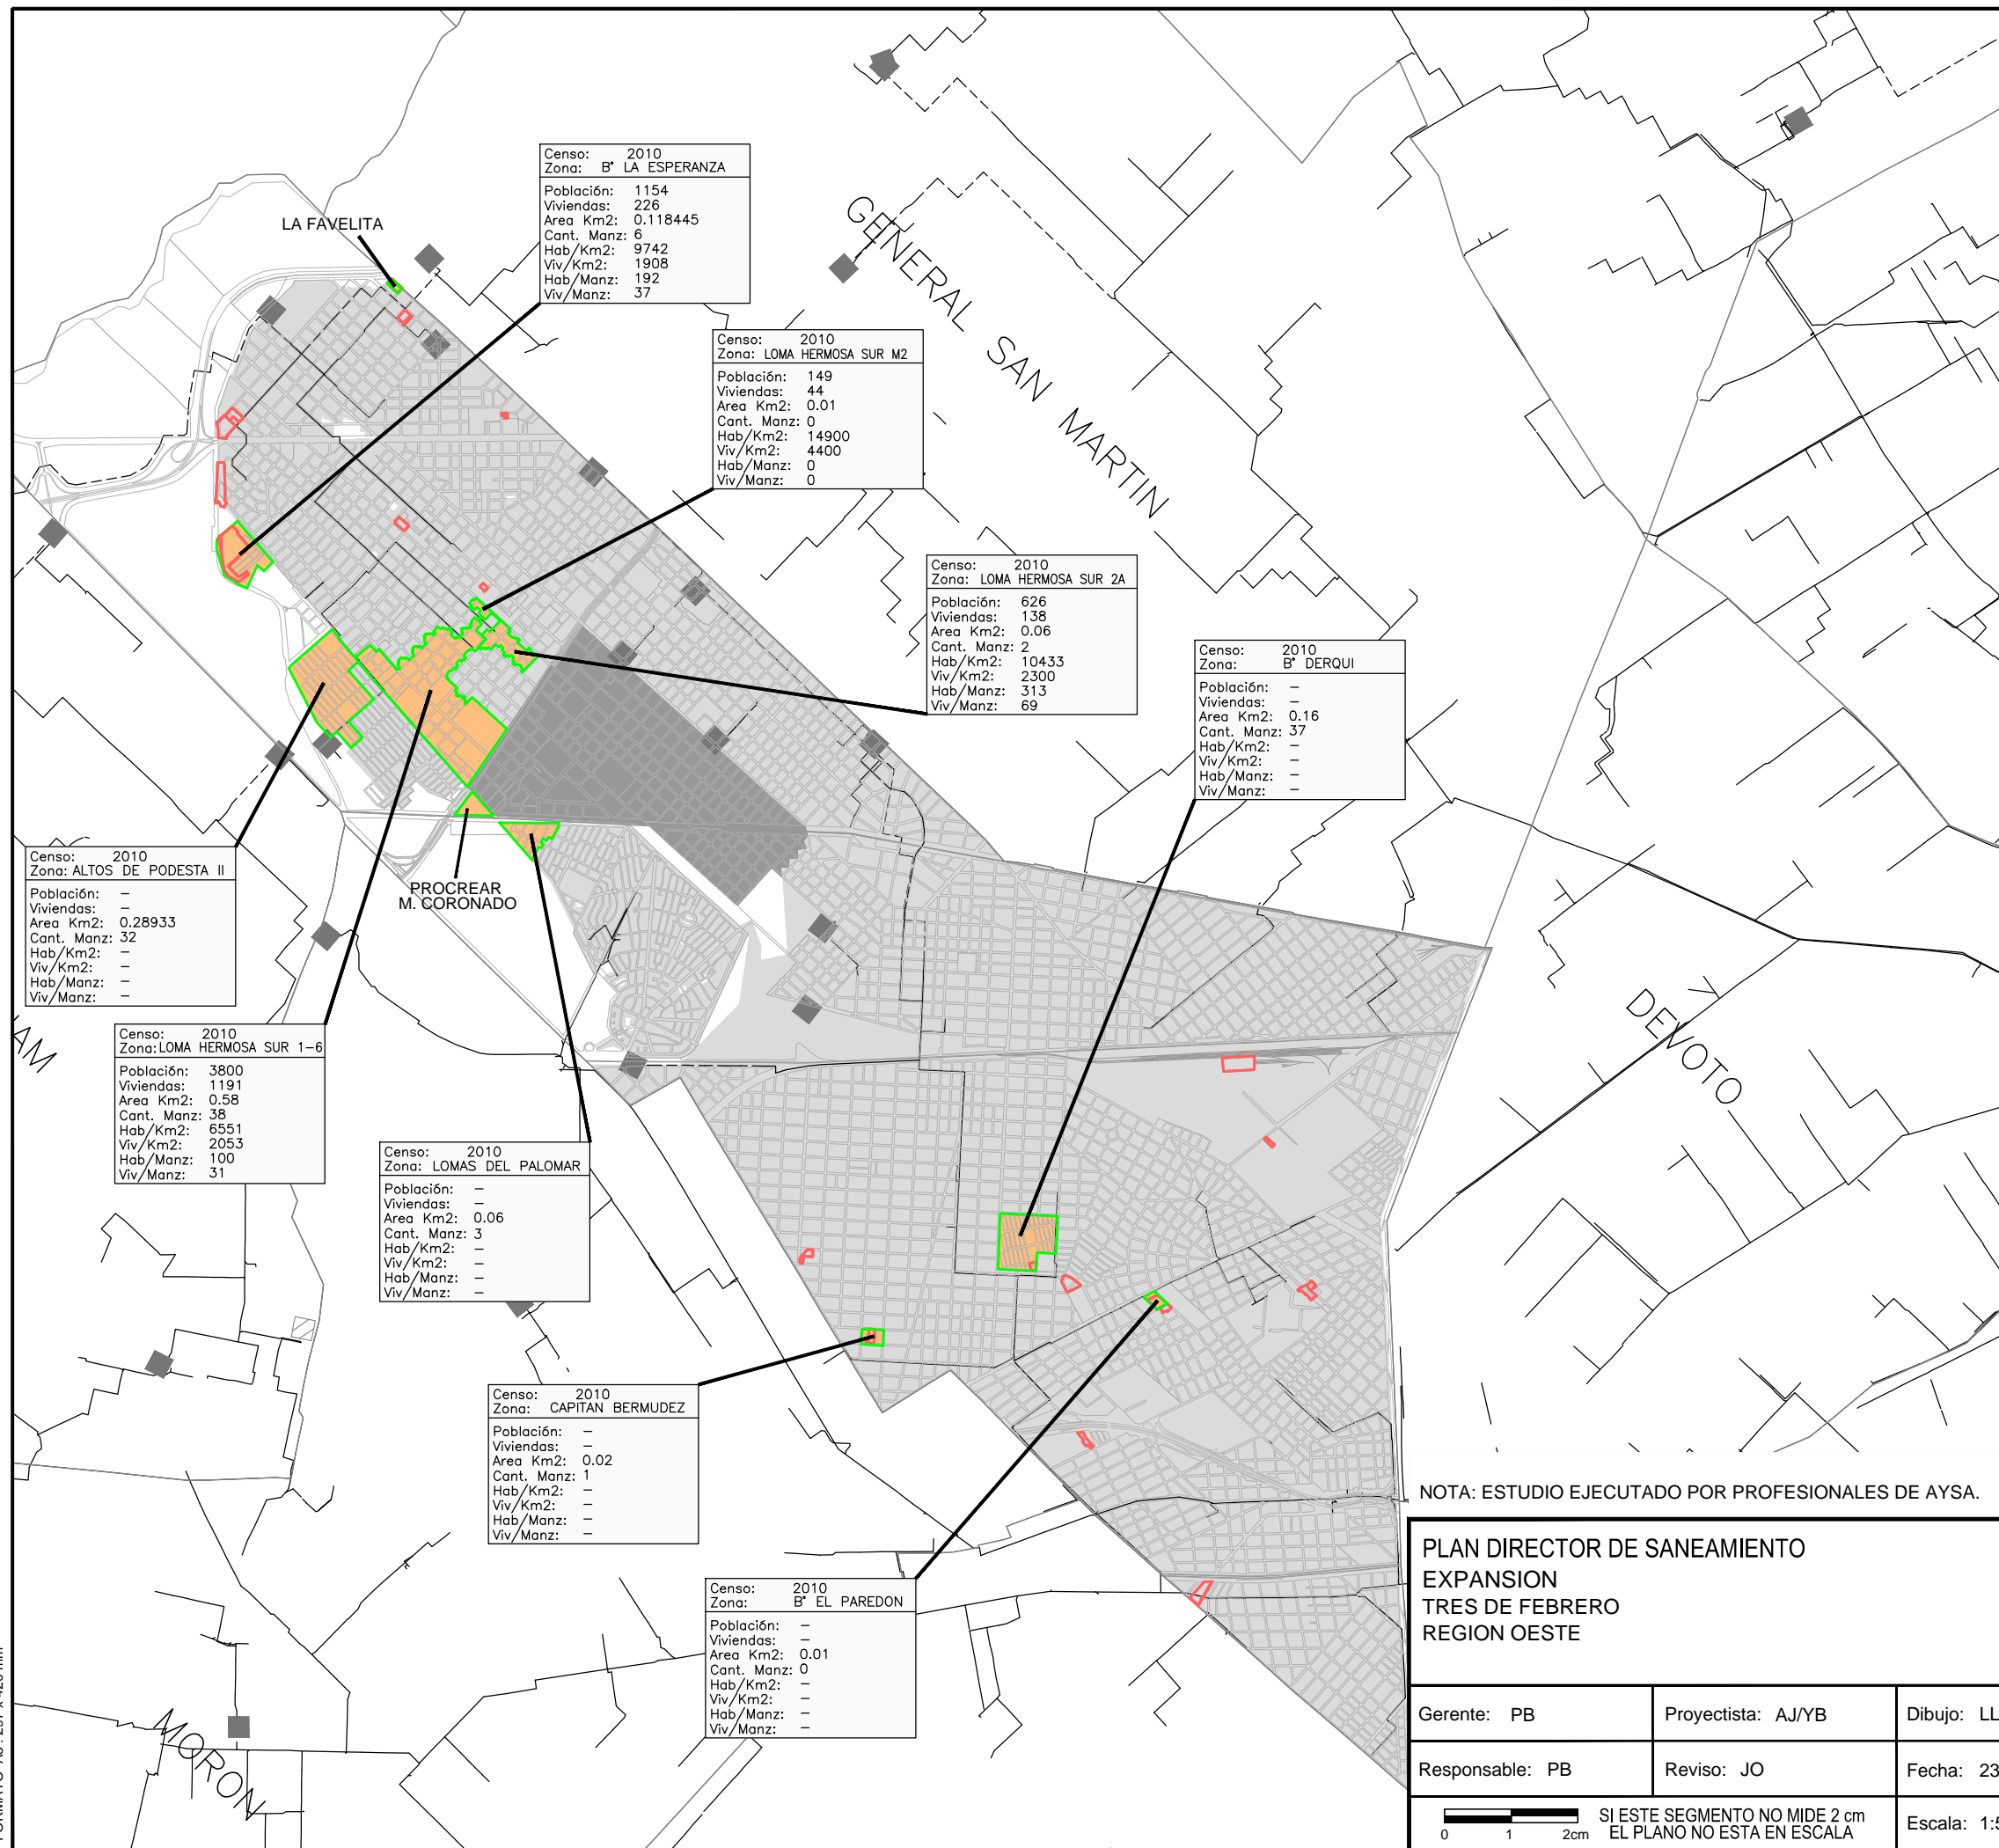 Censo: 2010
Zona: B° LA ESPERANZA
Población: 1154
Viviendas: 226
Area Km2: 0.118445
Cant. Manz: 6
Hab/Km2: 9742
Viv/Km2: 1908
Hab/Manz: 192
Viv/Manz: 37
LA FAVELITA
GENERAL SAN MARTIN
Censo: 2010
Zona: LOMA HERMOSA SUR M2
Población: 149
Viviendas: 44
Area Km2: 0.01
Cant. Manz: 0
Hab/Km2: 14900
Viv/Km2: 4400
Hab/Manz: 0
Viv/Manz: 0
Censo: 2010
Zona: LOMA HERMOSA SUR 2A
Población: 626
Viviendas: 138
Area Km2: 0.06
Cant. Manz: 2
Hab/Km2: 10433
Viv/Km2: 2300
Hab/Manz: 313
Viv/Manz: 69
Censo: 2010
Zona: B° DERQUI
Población: –
Viviendas: –
Area Km2: 0.16
Cant. Manz: 37
Hab/Km2: –
Viv/Km2: –
Hab/Manz: –
Viv/Manz: –
Censo: 2010
Zona: ALTOS DE PODESTA II
Población: –
Viviendas: –
Area Km2: 0.28933
Cant. Manz: 32
Hab/Km2: –
Viv/Km2: –
Hab/Manz: –
Viv/Manz: –
PROCREAR
M. CORONADO
AM
Censo: 2010
Zona: LOMA HERMOSA SUR 1–6
Población: 3800
Viviendas: 1191
Area Km2: 0.58
Cant. Manz: 38
Hab/Km2: 6551
Viv/Km2: 2053
Hab/Manz: 100
Viv/Manz: 31
DEVOTO
Censo: 2010
Zona: LOMAS DEL PALOMAR
Población: –
Viviendas: –
Area Km2: 0.06
Cant. Manz: 3
Hab/Km2: –
Viv/Km2: –
Hab/Manz: –
Viv/Manz: –
Censo: 2010
Zona: CAPITAN BERMUDEZ
Población: –
Viviendas: –
Area Km2: 0.02
Cant. Manz: 1
Hab/Km2: –
Viv/Km2: –
Hab/Manz: –
Viv/Manz: –
Censo: 2010
Zona: B° EL PAREDON
Población: –
Viviendas: –
Area Km2: 0.01
Cant. Manz: 0
Hab/Km2: –
Viv/Km2: –
Hab/Manz: –
Viv/Manz: –
MORON
NOTA: ESTUDIO EJECUTADO POR PROFESIONALES DE AYSA.
PLAN DIRECTOR DE SANEAMIENTO
EXPANSION
TRES DE FEBRERO
REGION OESTE
Gerente: PB
Proyectista: AJ/YB
Dibujo: LL
Responsable: PB
Reviso: JO
Fecha: 23
0 1 2cm
SI ESTE SEGMENTO NO MIDE 2 cm
EL PLANO NO ESTA EN ESCALA
Escala: 1:5